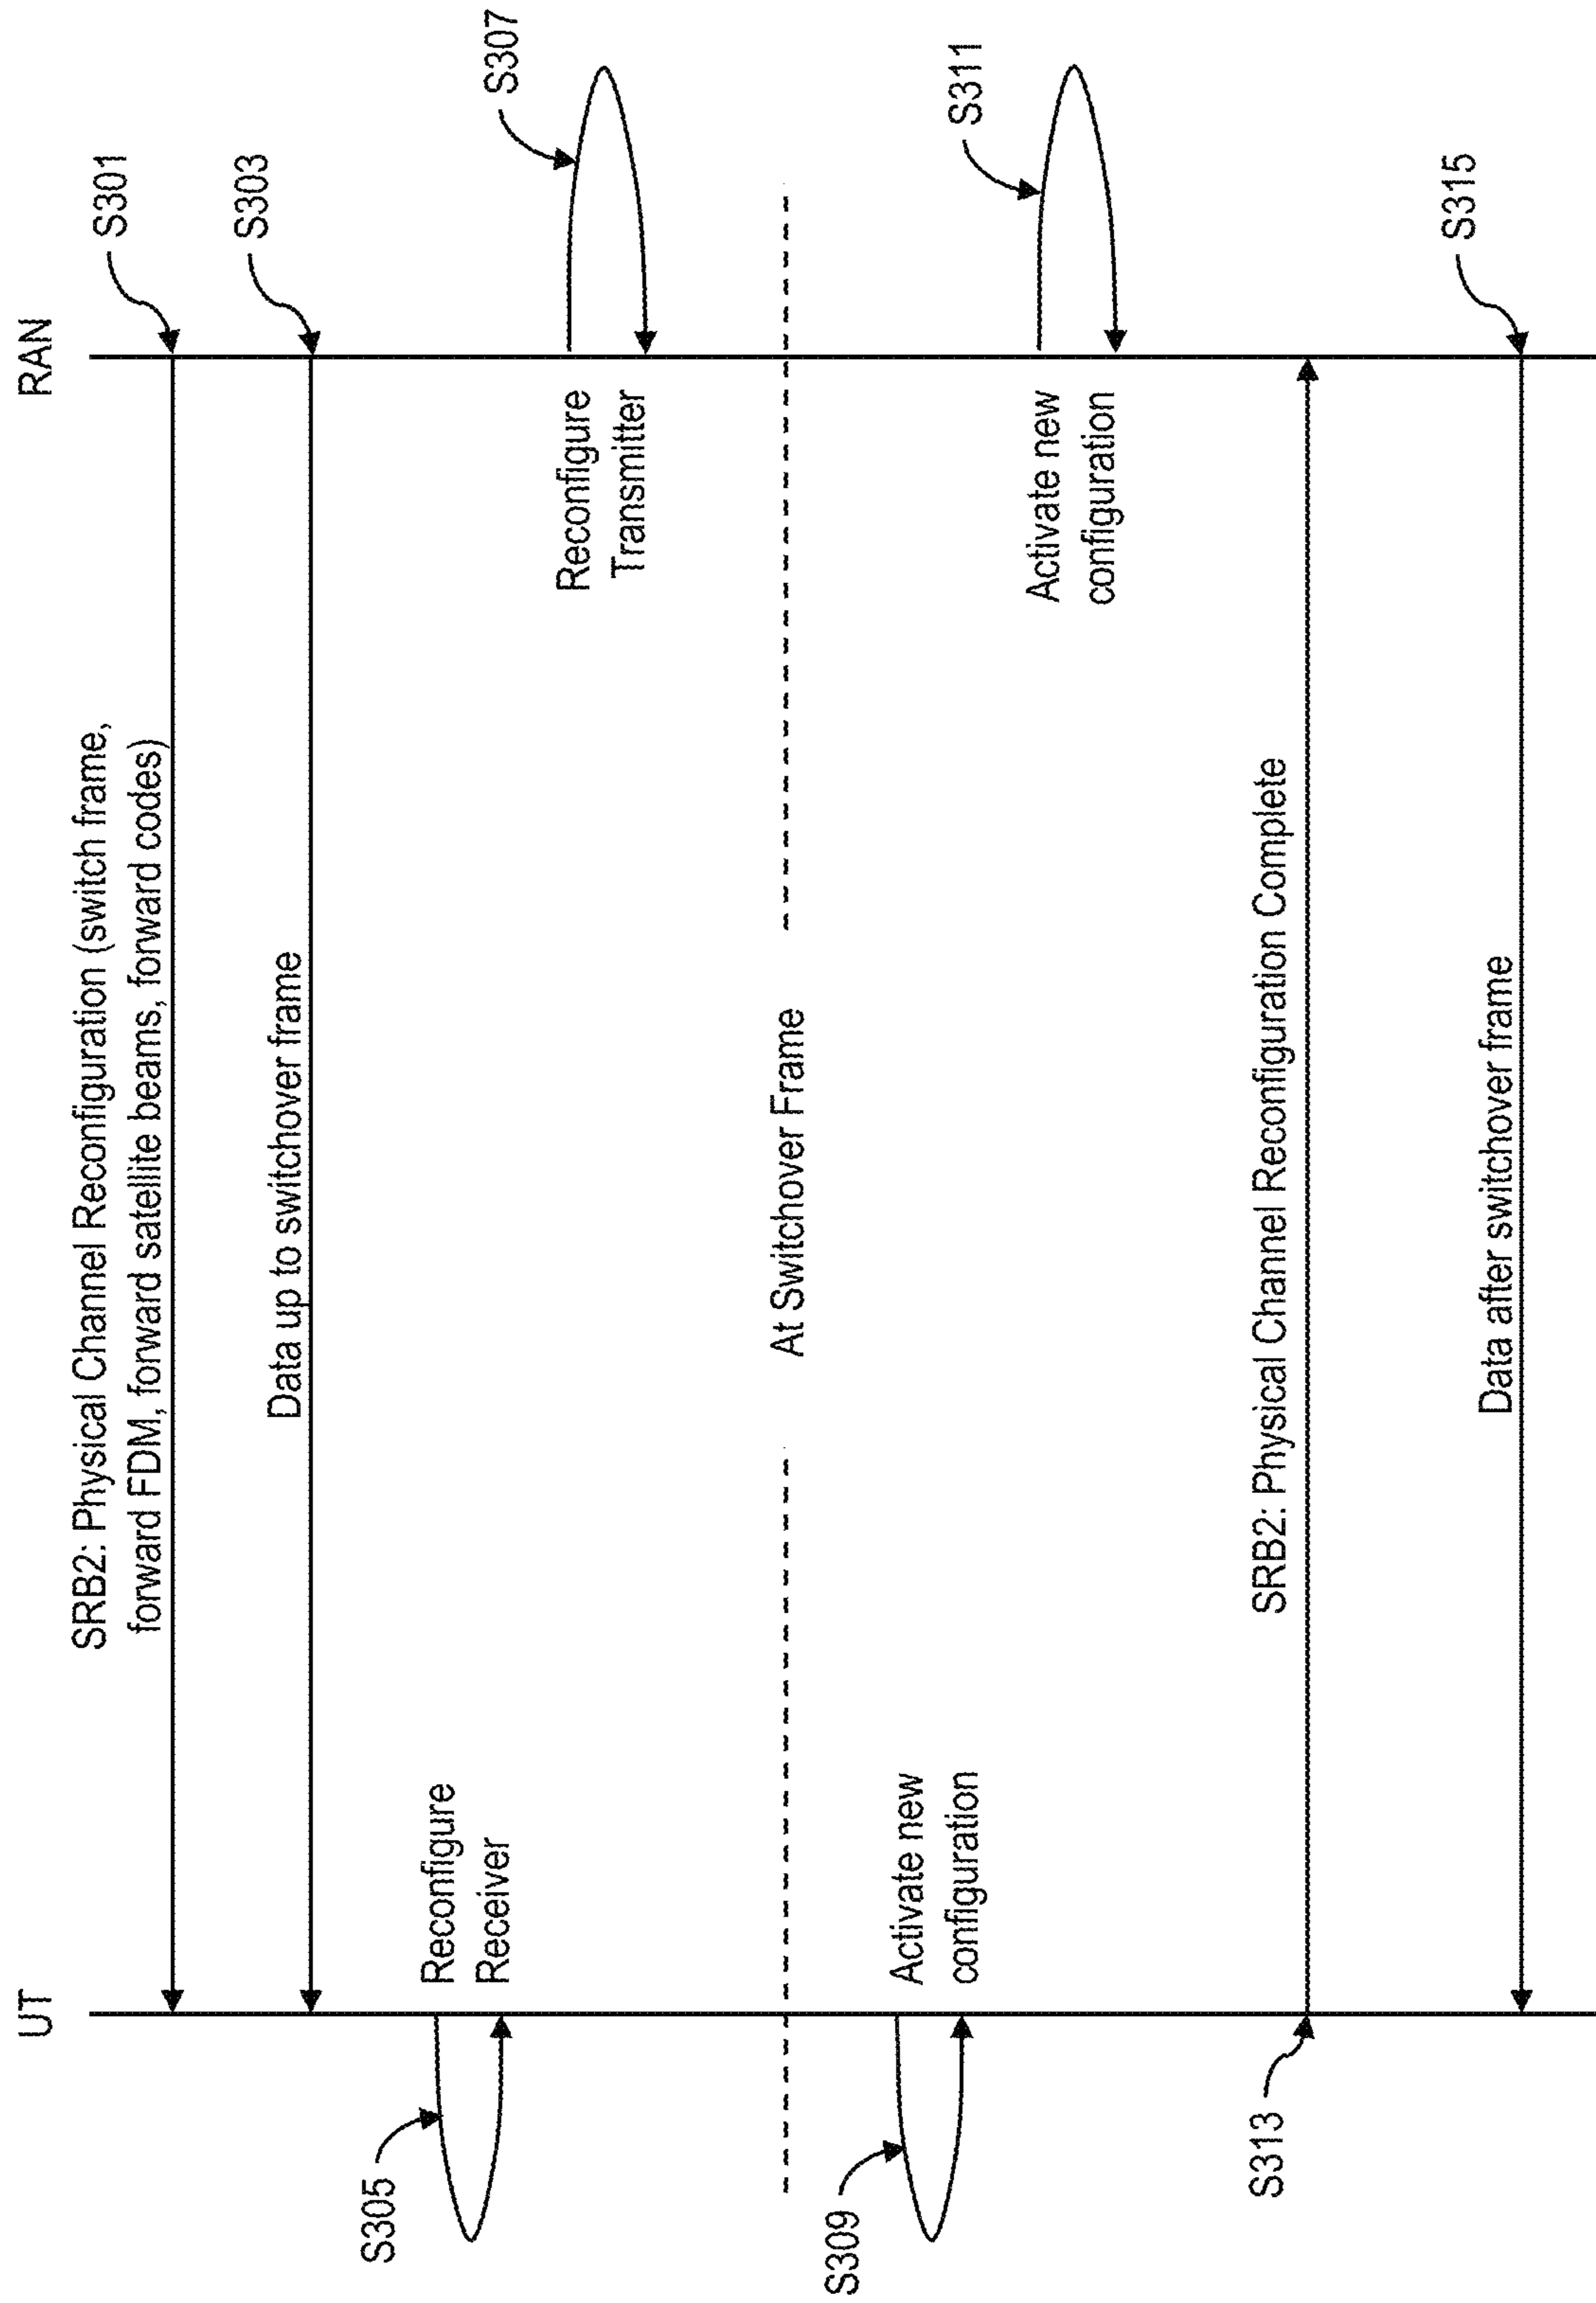 UT
RAN
SRB2: Physical Channel Reconfiguration (switch frame,
forward FDM, forward satellite beams, forward codes)
S301
Data up to switchover frame
S303
S305
Reconfigure
Receiver
Reconfigure
Transmitter
S307
At Switchover Frame
S309
Activate new
configuration
Activate new
configuration
S311
S313
SRB2: Physical Channel Reconfiguration Complete
Data after switchover frame
S315